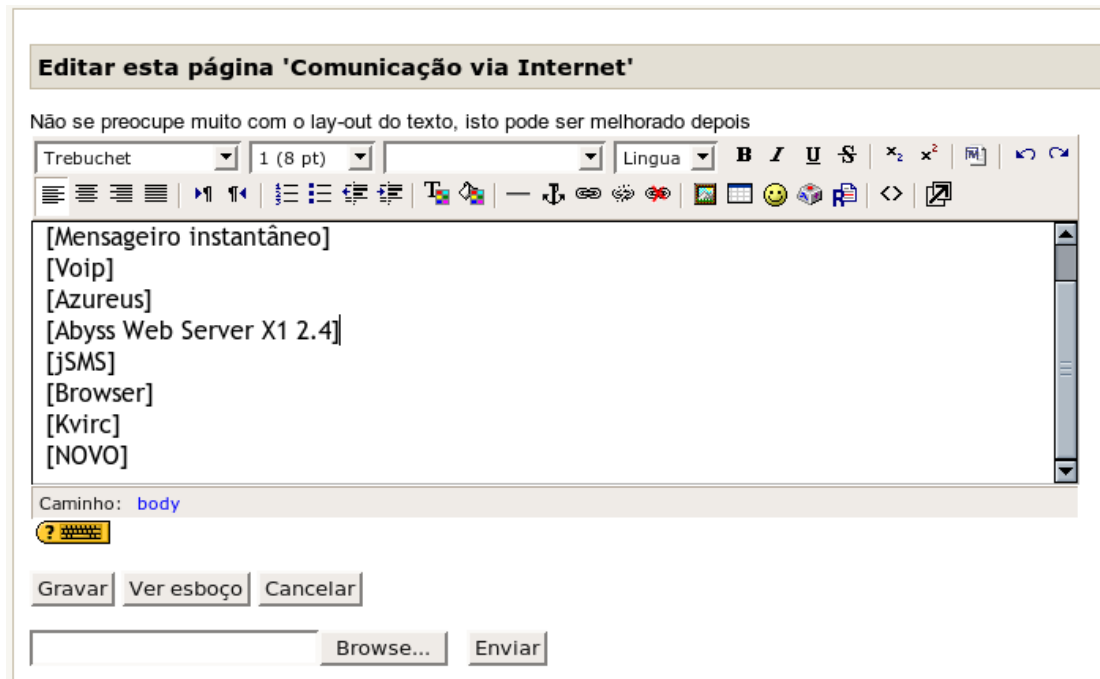 Editar esta página 'Comunicação via Internet'
Não se preocupe muito com o lay-out do texto, isto pode ser melhorado depois
Trebuchet 1 (8 pt) Lingua B I U S x₂ x²
[Mensageiro instantâneo]
[Voip]
[Azureus]
[Abyss Web Server X1 2.4]
[jSMS]
[Browser]
[Kvirc]
[NOVO]
Caminho: body
?
Gravar Ver esboço Cancelar
Browse... Enviar